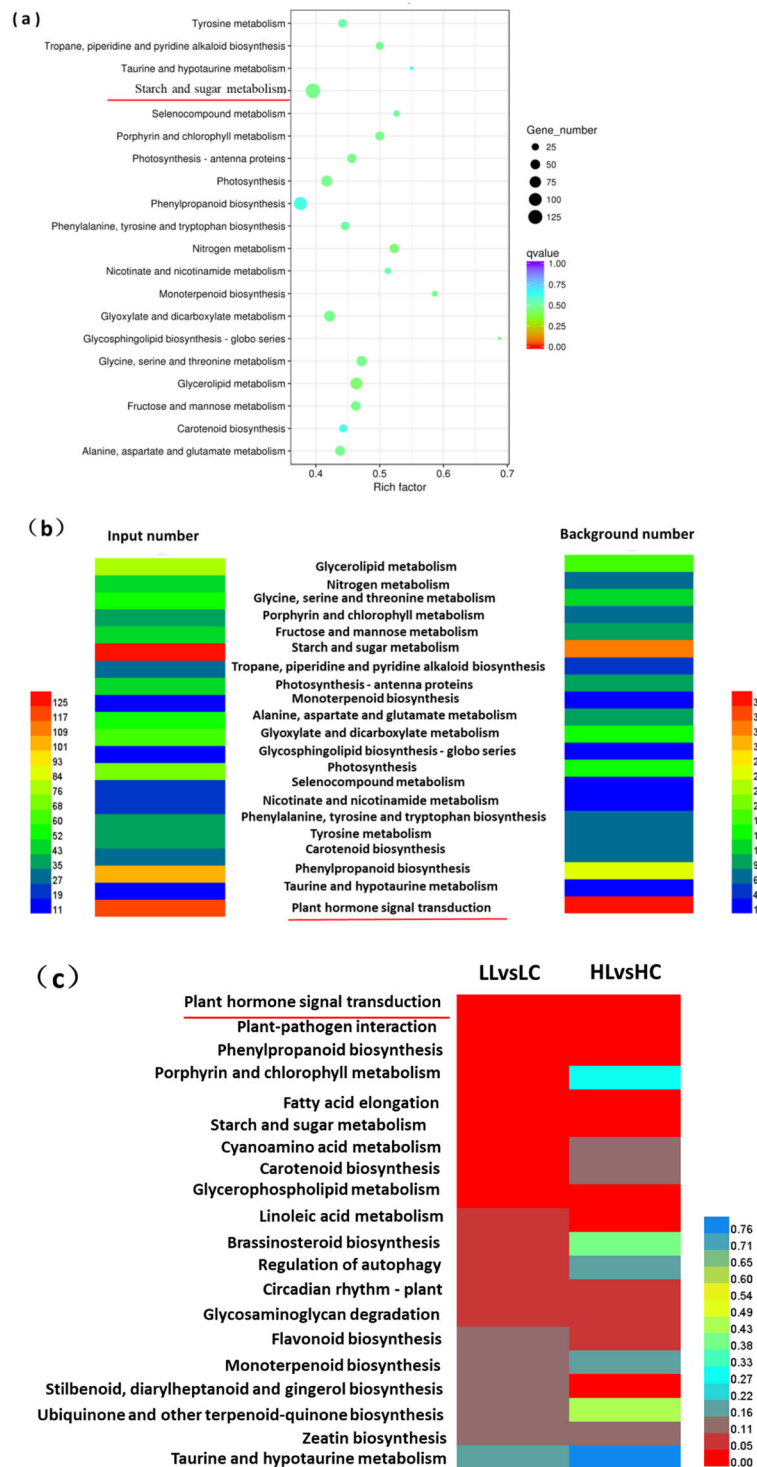 (a)
Tyrosine metabolism
Tropane, piperidine and pyridine alkaloid biosynthesis
Taurine and hypotaurine metabolism
Starch and sugar metabolism
Selenocompound metabolism
Porphyrin and chlorophyll metabolism
Photosynthesis - antenna proteins
Photosynthesis
Phenylpropanoid biosynthesis
Phenylalanine, tyrosine and tryptophan biosynthesis
Nitrogen metabolism
Nicotinate and nicotinamide metabolism
Monoterpenoid biosynthesis
Glyoxylate and dicarboxylate metabolism
Glycosphingolipid biosynthesis - globo series
Glycine, serine and threonine metabolism
Glycerolipid metabolism
Fructose and mannose metabolism
Carotenoid biosynthesis
Alanine, aspartate and glutamate metabolism
0.4 0.5 0.6 0.7
Rich factor
Gene_number
25
50
75
100
125
qvalue
1.00
0.75
0.50
0.25
0.00
(b)
Input number
Background number
Glycerolipid metabolism
Nitrogen metabolism
Glycine, serine and threonine metabolism
Porphyrin and chlorophyll metabolism
Fructose and mannose metabolism
Starch and sugar metabolism
Tropane, piperidine and pyridine alkaloid biosynthesis
Photosynthesis - antenna proteins
Monoterpenoid biosynthesis
Alanine, aspartate and glutamate metabolism
Glyoxylate and dicarboxylate metabolism
Glycosphingolipid biosynthesis - globo series
Photosynthesis
Selenocompound metabolism
Nicotinate and nicotinamide metabolism
Phenylalanine, tyrosine and tryptophan biosynthesis
Tyrosine metabolism
Carotenoid biosynthesis
Phenylpropanoid biosynthesis
Taurine and hypotaurine metabolism
Plant hormone signal transduction
125
117
109
101
93
84
76
68
60
52
43
35
27
19
11
(c)
LLvsLC
HLvsHC
Plant hormone signal transduction
Plant-pathogen interaction
Phenylpropanoid biosynthesis
Porphyrin and chlorophyll metabolism
Fatty acid elongation
Starch and sugar metabolism
Cyanoamino acid metabolism
Carotenoid biosynthesis
Glycerophospholipid metabolism
Linoleic acid metabolism
Brassinosteroid biosynthesis
Regulation of autophagy
Circadian rhythm - plant
Glycosaminoglycan degradation
Flavonoid biosynthesis
Monoterpenoid biosynthesis
Stilbenoid, diarylheptanoid and gingerol biosynthesis
Ubiquinone and other terpenoid-quinone biosynthesis
Zeatin biosynthesis
Taurine and hypotaurine metabolism
0.76
0.71
0.65
0.60
0.54
0.49
0.43
0.38
0.33
0.27
0.22
0.16
0.11
0.05
0.00